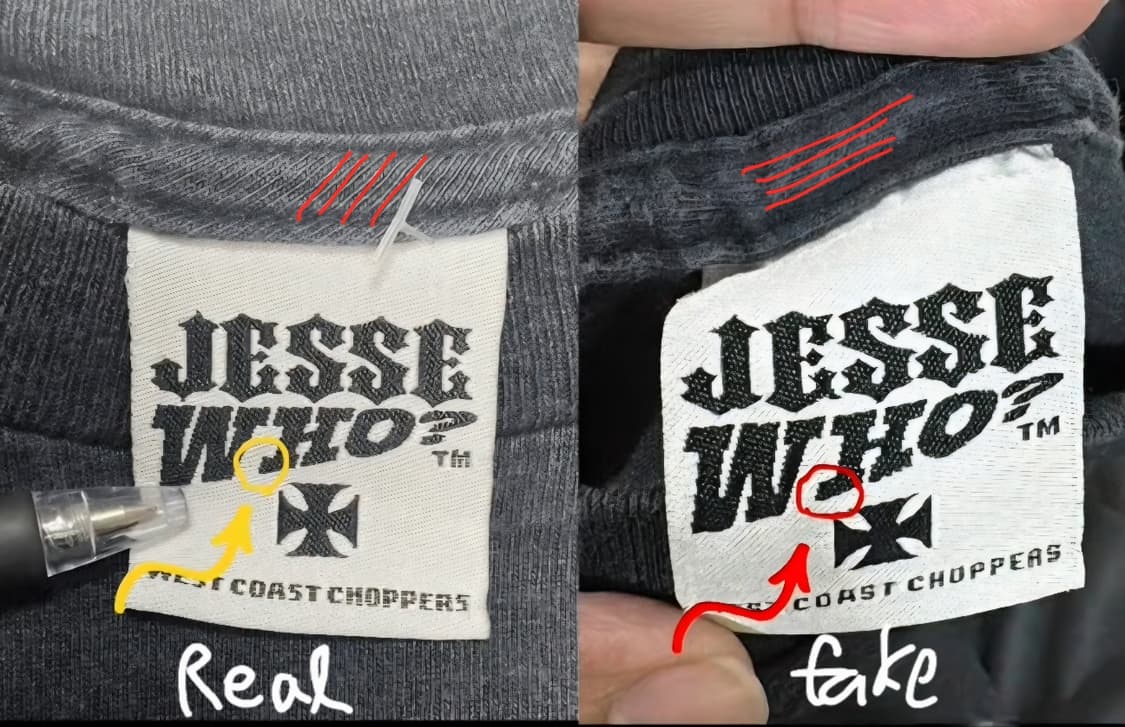 JESSE
WHO?
TM
WEST COAST CHOPPERS
Real
JESSE
WHO?
TM
COAST CHOPPERS
fake